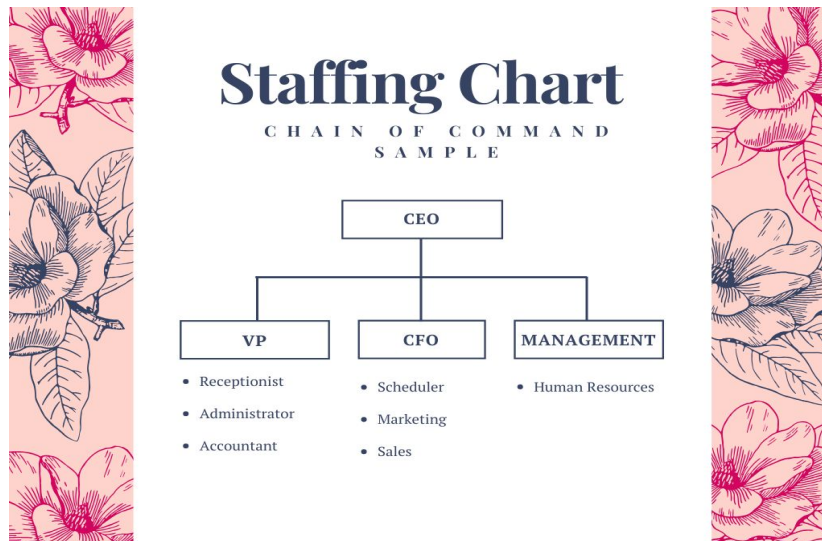 Staffing Chart
CHAIN OF COMMAND
SAMPLE
CEO
VP
CFO
MANAGEMENT
• Receptionist
• Administrator
• Accountant
• Scheduler
• Marketing
• Sales
• Human Resources